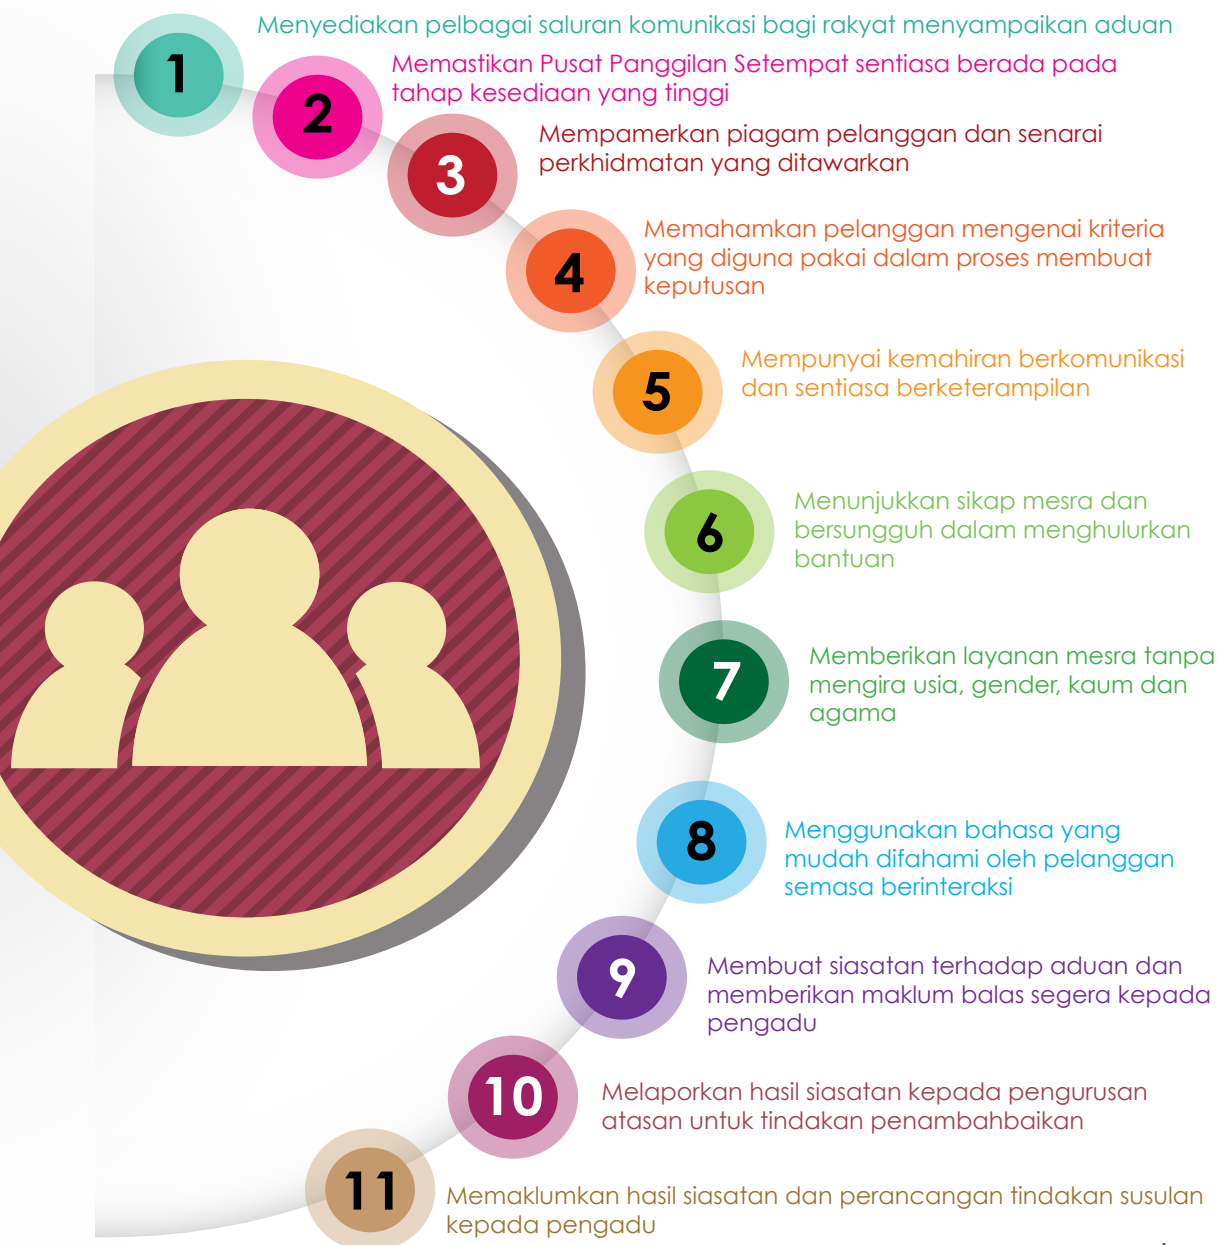 1
Menyediakan pelbagai saluran komunikasi bagi rakyat menyampaikan aduan
2
Memastikan Pusat Panggilan Setempat sentiasa berada pada
tahap kesediaan yang tinggi
3
Mempamerkan piagam pelanggan dan senarai
perkhidmatan yang ditawarkan
4
Memahamkan pelanggan mengenai kriteria
yang diguna pakai dalam proses membuat
keputusan
5
Mempunyai kemahiran berkomunikasi
dan sentiasa berketerampilan
6
Menunjukkan sikap mesra dan
bersungguh dalam menghulurkan
bantuan
7
Memberikan layanan mesra tanpa
mengira usia, gender, kaum dan
agama
8
Menggunakan bahasa yang
mudah difahami oleh pelanggan
semasa berinteraksi
9
Membuat siasatan terhadap aduan dan
memberikan maklum balas segera kepada
pengadu
10
Melaporkan hasil siasatan kepada pengurusan
atasan untuk tindakan penambahbaikan
11
Memaklumkan hasil siasatan dan perancangan tindakan susulan
kepada pengadu